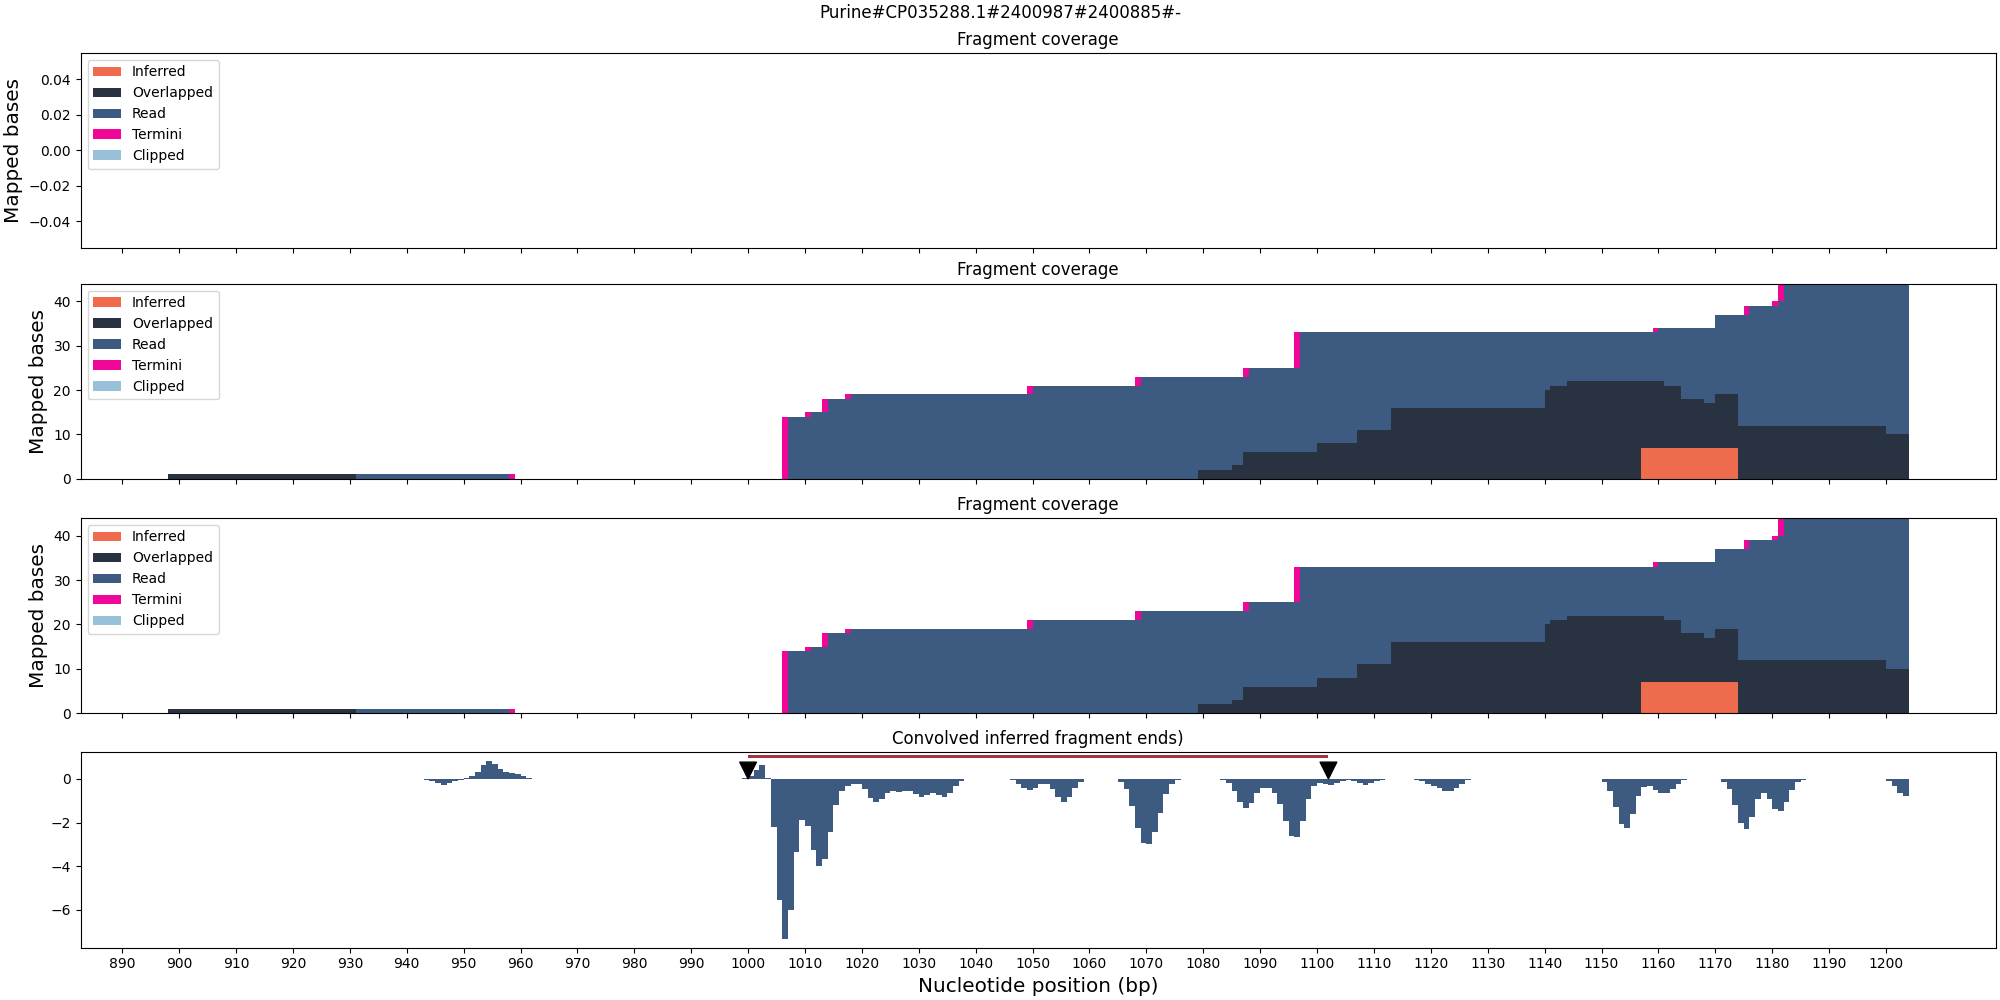 Purine#CP035288.1#2400987#2400885#-
Fragment coverage
Mapped bases
0.04
0.02
0.00
−0.02
−0.04
Inferred
Overlapped
Read
Termini
Clipped
Fragment coverage
Mapped bases
40
30
20
10
0
Inferred
Overlapped
Read
Termini
Clipped
Fragment coverage
Mapped bases
40
30
20
10
0
Inferred
Overlapped
Read
Termini
Clipped
Convolved inferred fragment ends)
0
−2
−4
−6
890 900 910 920 930 940 950 960 970 980 990 1000 1010 1020 1030 1040 1050 1060 1070 1080 1090 1100 1110 1120 1130 1140 1150 1160 1170 1180 1190 1200
Nucleotide position (bp)